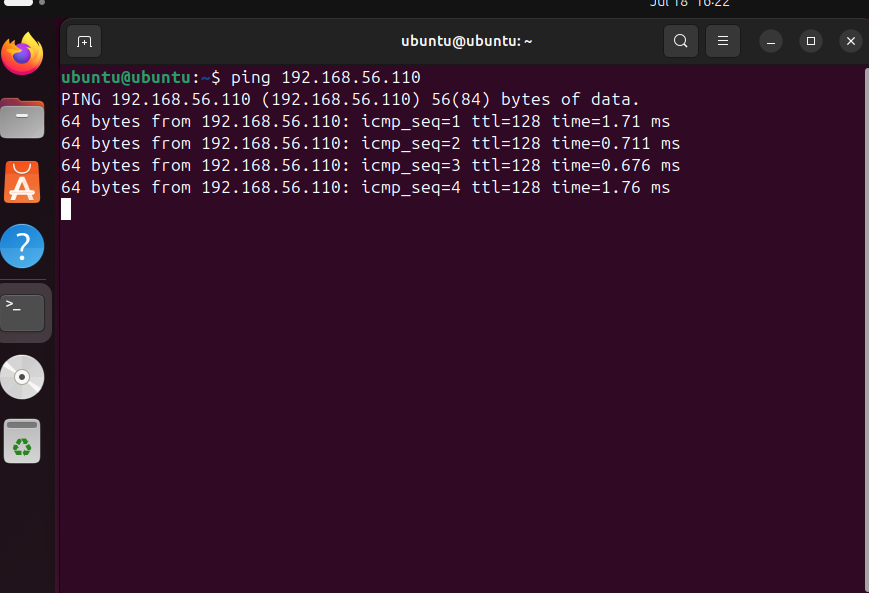 Jul 18 16:22
ubuntu@ubuntu: ~
ubuntu@ubuntu:~$ ping 192.168.56.110
PING 192.168.56.110 (192.168.56.110) 56(84) bytes of data.
64 bytes from 192.168.56.110: icmp_seq=1 ttl=128 time=1.71 ms
64 bytes from 192.168.56.110: icmp_seq=2 ttl=128 time=0.711 ms
64 bytes from 192.168.56.110: icmp_seq=3 ttl=128 time=0.676 ms
64 bytes from 192.168.56.110: icmp_seq=4 ttl=128 time=1.76 ms